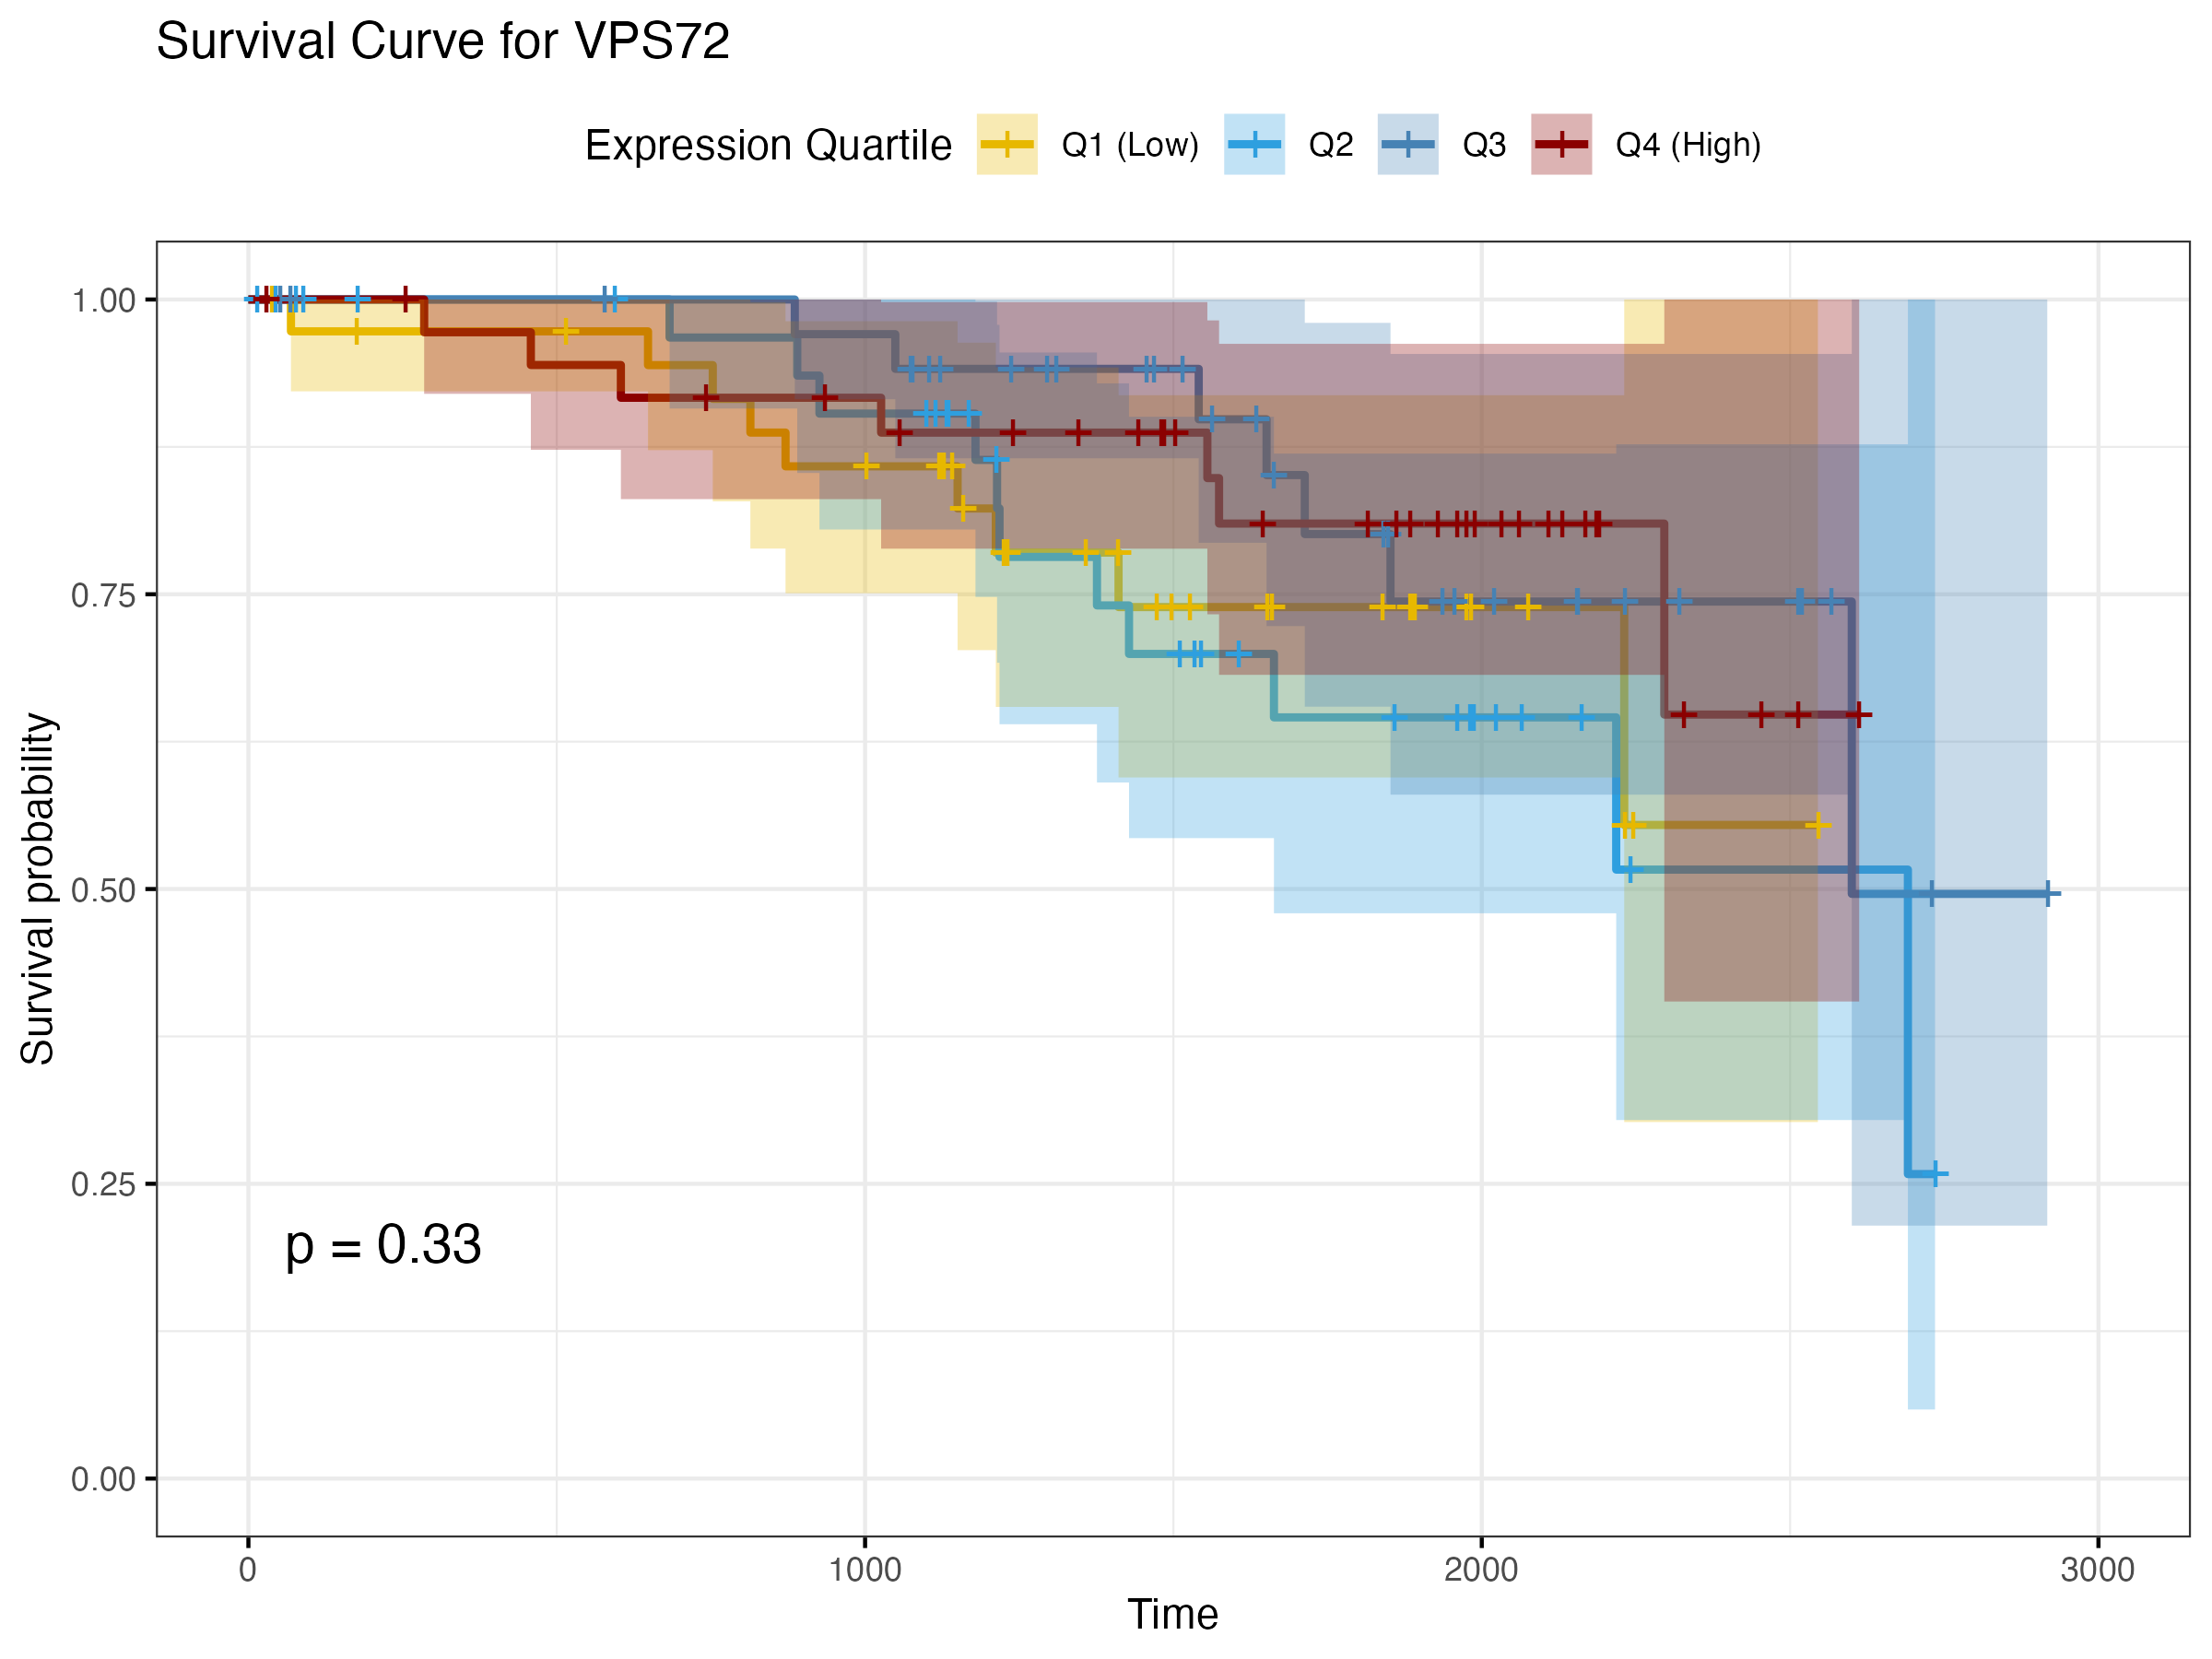 Survival Curve for VPS72
Expression Quartile Q1 (Low) Q2 Q3 Q4 (High)
1.00
0.75
0.50
0.25
0.00
Survival probability
p = 0.33
0 1000 2000 3000
Time